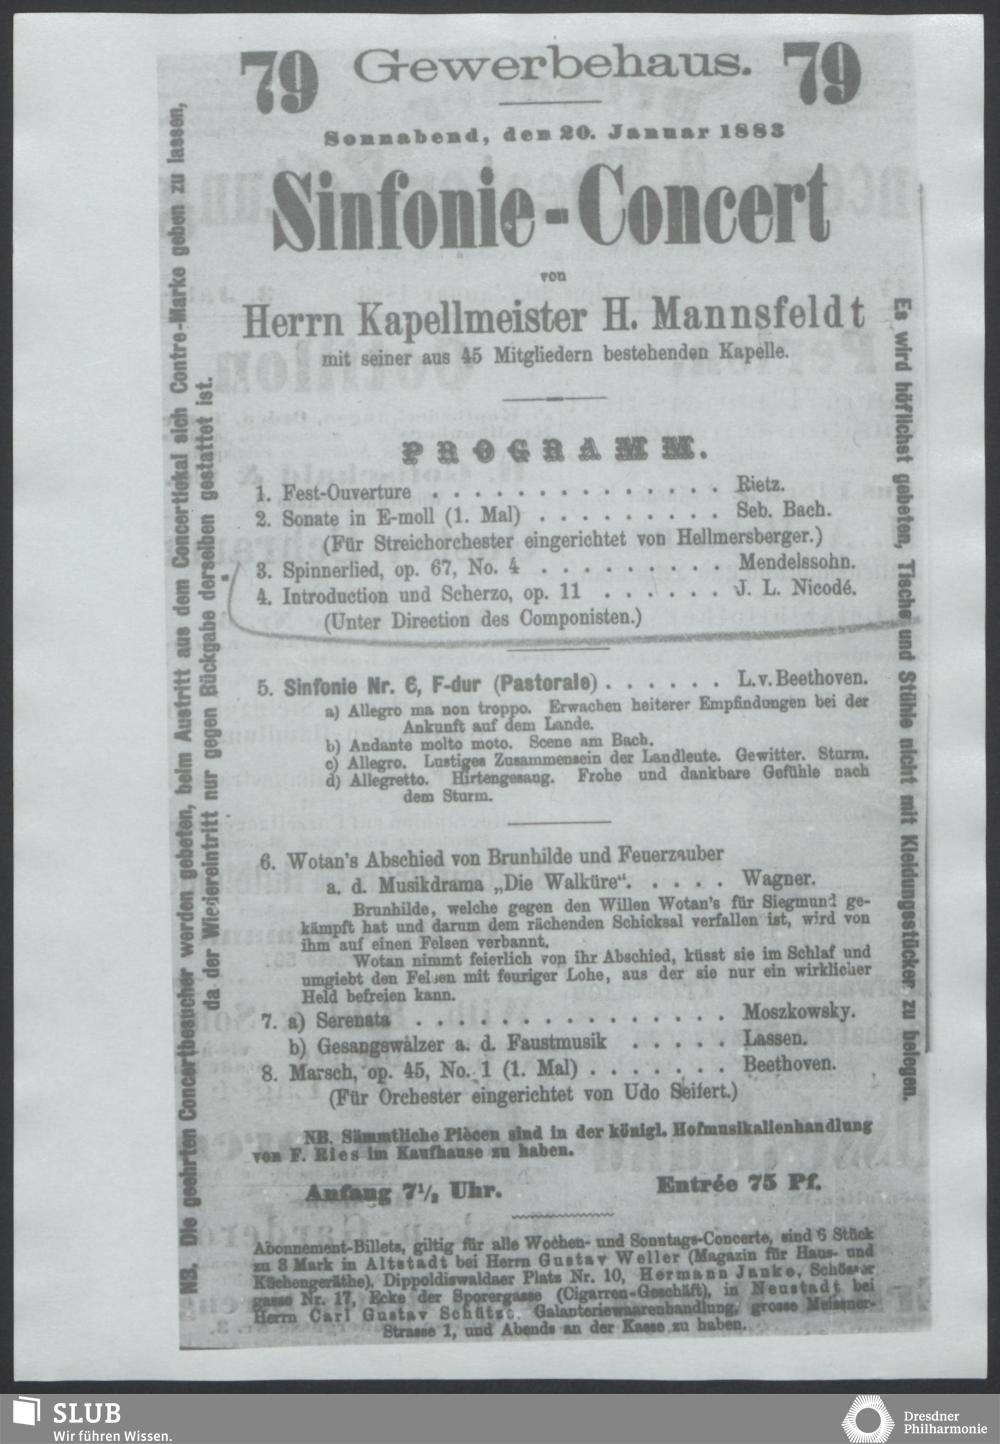 79 Gewerbehaus. 79
Sonnabend, den 20. Januar 1883
Sinfonie-Concert
von
Herrn Kapellmeister H. Mannsfeldt
mit seiner aus 45 Mitgliedern bestehenden Kapelle.
PROGRAMM.
1. Fest-Ouverture . . . . . . . . . . . . . . Rietz.
2. Sonate in E-moll (1. Mal) . . . . . . . . . Seb. Bach.
(Für Streichorchester eingerichtet von Hellmersberger.)
3. Spinnerlied, op. 67, No. 4 . . . . . . . . . Mendelssohn.
4. Introduction und Scherzo, op. 11 . . . . . . J. L. Nicodé.
(Unter Direction des Componisten.)
5. Sinfonie Nr. 6, F-dur (Pastorale) . . . . . . L. v. Beethoven.
a) Allegro ma non troppo. Erwachen heiterer Empfindungen bei der
Ankunft auf dem Lande.
b) Andante molto moto. Scene am Bach.
c) Allegro. Lustiges Zusammensein der Landleute. Gewitter. Sturm.
d) Allegretto. Hirtengesang. Frohe und dankbare Gefühle nach
dem Sturm.
6. Wotan's Abschied von Brunhilde und Feuerzauber
a. d. Musikdrama „Die Walküre“. . . . . Wagner.
Brunhilde, welche gegen den Willen Wotan's für Siegmund ge-
kämpft hat und darum dem rächenden Schicksal verfallen ist, wird von
ihm auf einen Felsen verbannt.
Wotan nimmt feierlich von ihr Abschied, küsst sie im Schlaf und
umgiebt den Felsen mit feuriger Lohe, aus der sie nur ein wirklicher
Held befreien kann.
7. a) Serenata . . . . . . . . . . . . . . . Moszkowsky.
b) Gesangswalzer a. d. Faustmusik . . . . . Lassen.
8. Marsch, op. 45, No. 1 (1. Mal) . . . . . . . Beethoven.
(Für Orchester eingerichtet von Udo Seifert.)
NB. Sämmtliche Piècen sind in der königl. Hofmusikalienhandlung
von F. Ries im Kaufhause zu haben.
Anfang 7½ Uhr. Entrée 75 Pf.
Abonnement-Billets, giltig für alle Wochen- und Sonntags-Concerte, sind 6 Stück
zu 3 Mark in Altstadt bei Herrn Gustav Weller (Magazin für Haus- und
Küchengeräthe), Dippoldiswaldaer Platz Nr. 10, Hermann Janke, Schösser-
gasse Nr. 17, Ecke der Sporergasse (Cigarren-Geschäft), in Neustadt bei
Herrn Carl Gustav Schütze, Galanteriewaarenhandlung, grosse Meissner-
Strasse 1, und Abends an der Kasse zu haben.
NB. Die geehrten Concertbesucher werden gebeten, beim Austritt aus dem Concertlokal sich Contre-Marke geben zu lassen,
da der Wiedereintritt nur gegen Rückgabe derselben gestattet ist.
Es wird höflichst gebeten, Tische und Stühle nicht mit Kleidungsstücken zu belegen.
SLUB
Wir führen Wissen.
Dresdner
Philharmonie